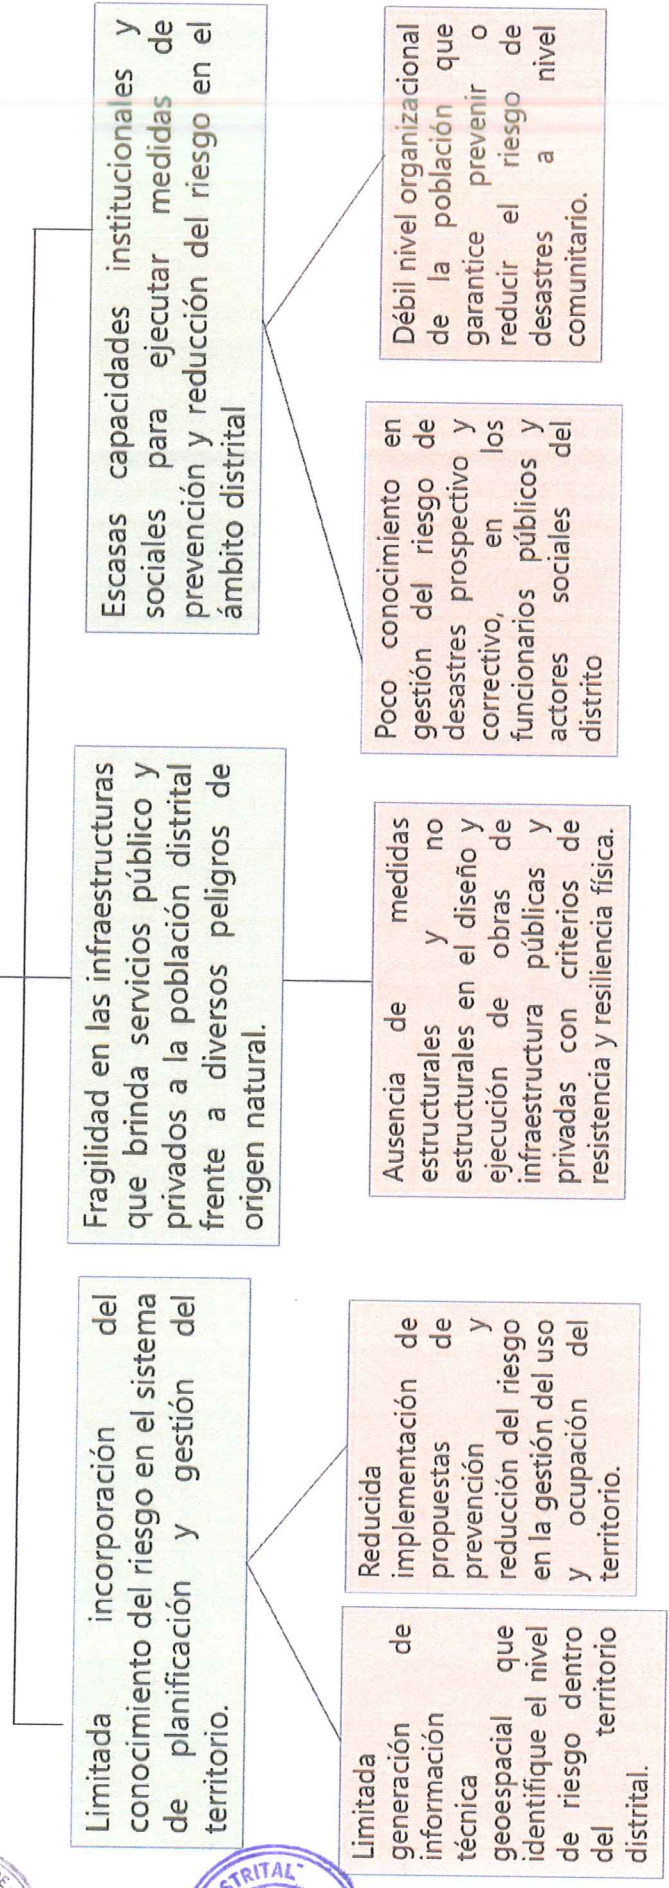 Limitada incorporación del
conocimiento del riesgo en el sistema
de planificación y gestión del
territorio.
Fragilidad en las infraestructuras
que brinda servicios público y
privados a la población distrital
frente a diversos peligros de
origen natural.
Escasas capacidades institucionales y
sociales para ejecutar medidas de
prevención y reducción del riesgo en el
ámbito distrital
Limitada
generación de
información
técnica
geoespacial que
identifique el nivel
de riesgo dentro
del territorio
distrital.
Reducida
implementación de
propuestas de
prevención y
reducción del riesgo
en la gestión del uso
y ocupación del
territorio.
Ausencia de medidas
estructurales y no
estructurales en el diseño y
ejecución de obras de
infraestructura públicas y
privadas con criterios de
resistencia y resiliencia física.
Poco conocimiento en
gestión del riesgo de
desastres prospectivo y
correctivo, en los
funcionarios públicos y
actores sociales del
distrito
Débil nivel organizacional
de la población que
garantice prevenir o
reducir el riesgo de
desastres a nivel
comunitario.
STRITAL